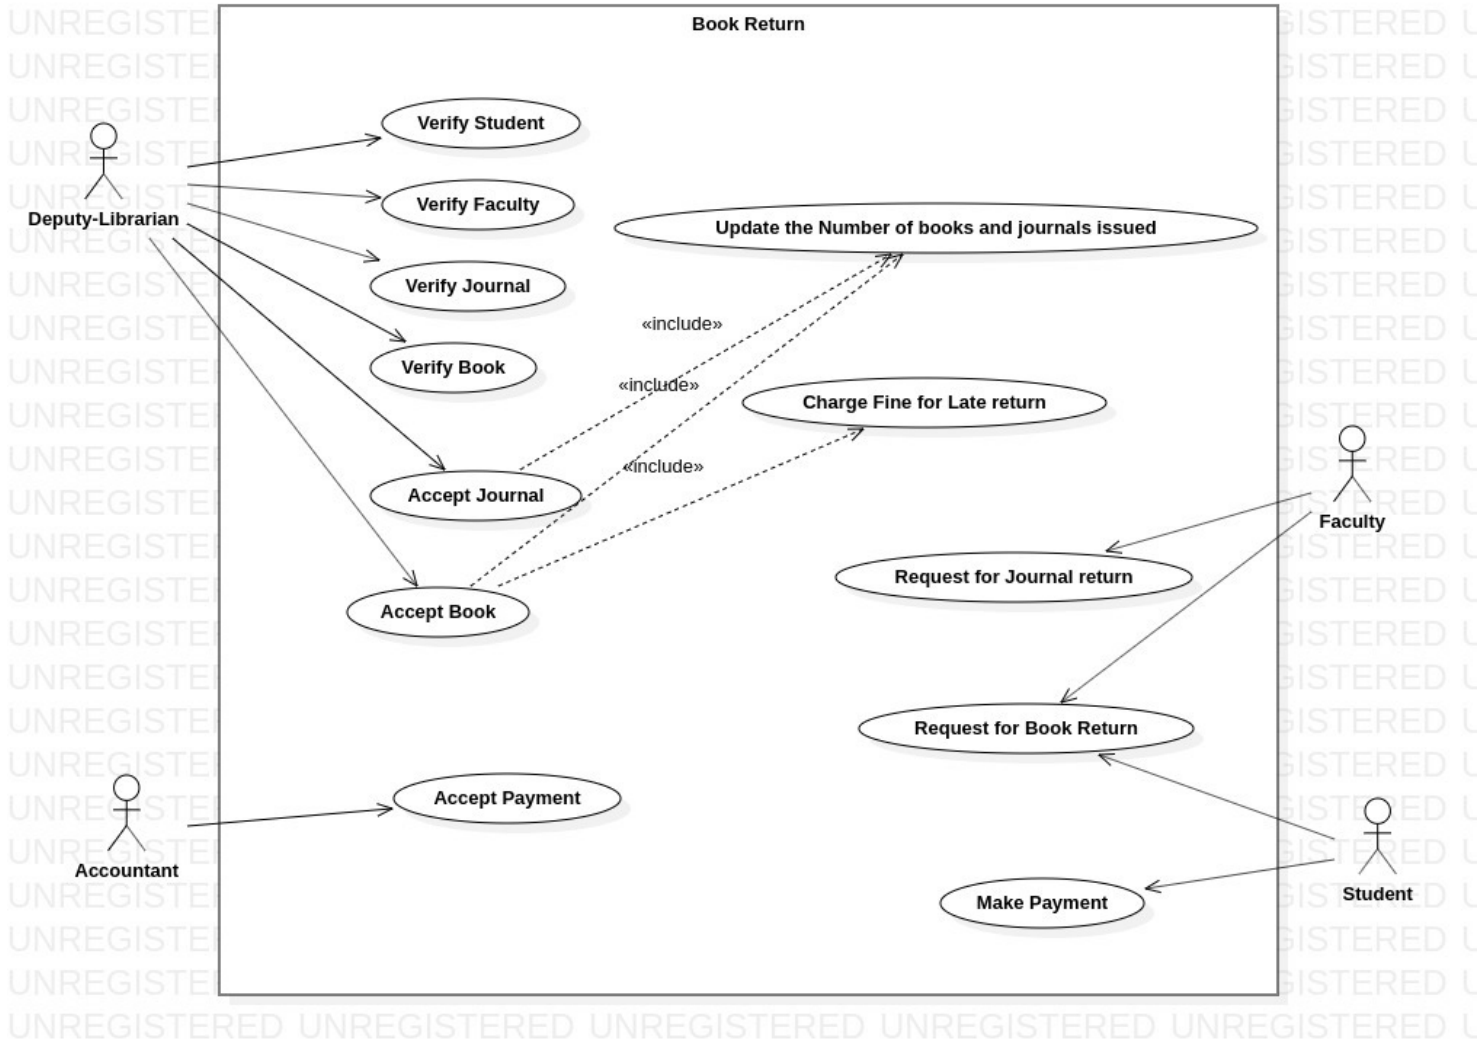 Book Return
Verify Student
Verify Faculty
Deputy-Librarian
Update the Number of books and journals issued
Verify Journal
«include»
Verify Book
«include»
Charge Fine for Late return
«include»
Accept Journal
Faculty
Request for Journal return
Accept Book
Request for Book Return
Accept Payment
Accountant
Student
Make Payment
UNREGISTERED UNREGISTERED UNREGISTERED UNREGISTERED UNREGISTERED